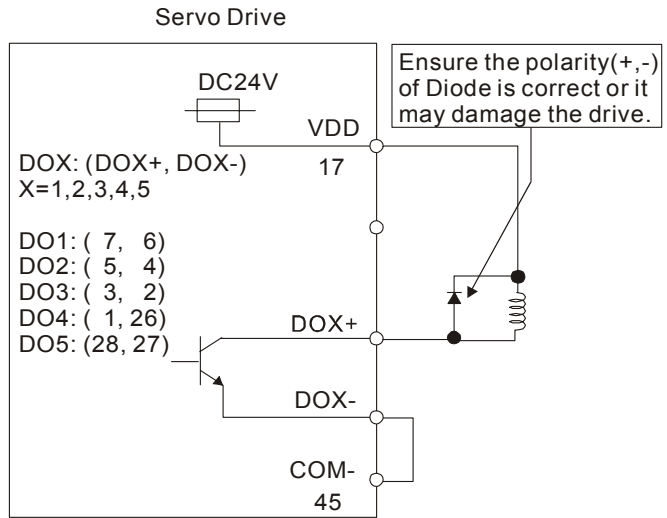 Servo Drive
DC24V
Ensure the polarity(+,-)
of Diode is correct or it
may damage the drive.
VDD
17
DOX: (DOX+, DOX-)
X=1,2,3,4,5
DO1: ( 7, 6)
DO2: ( 5, 4)
DO3: ( 3, 2)
DO4: ( 1, 26)
DO5: (28, 27)
DOX+
DOX-
COM-
45